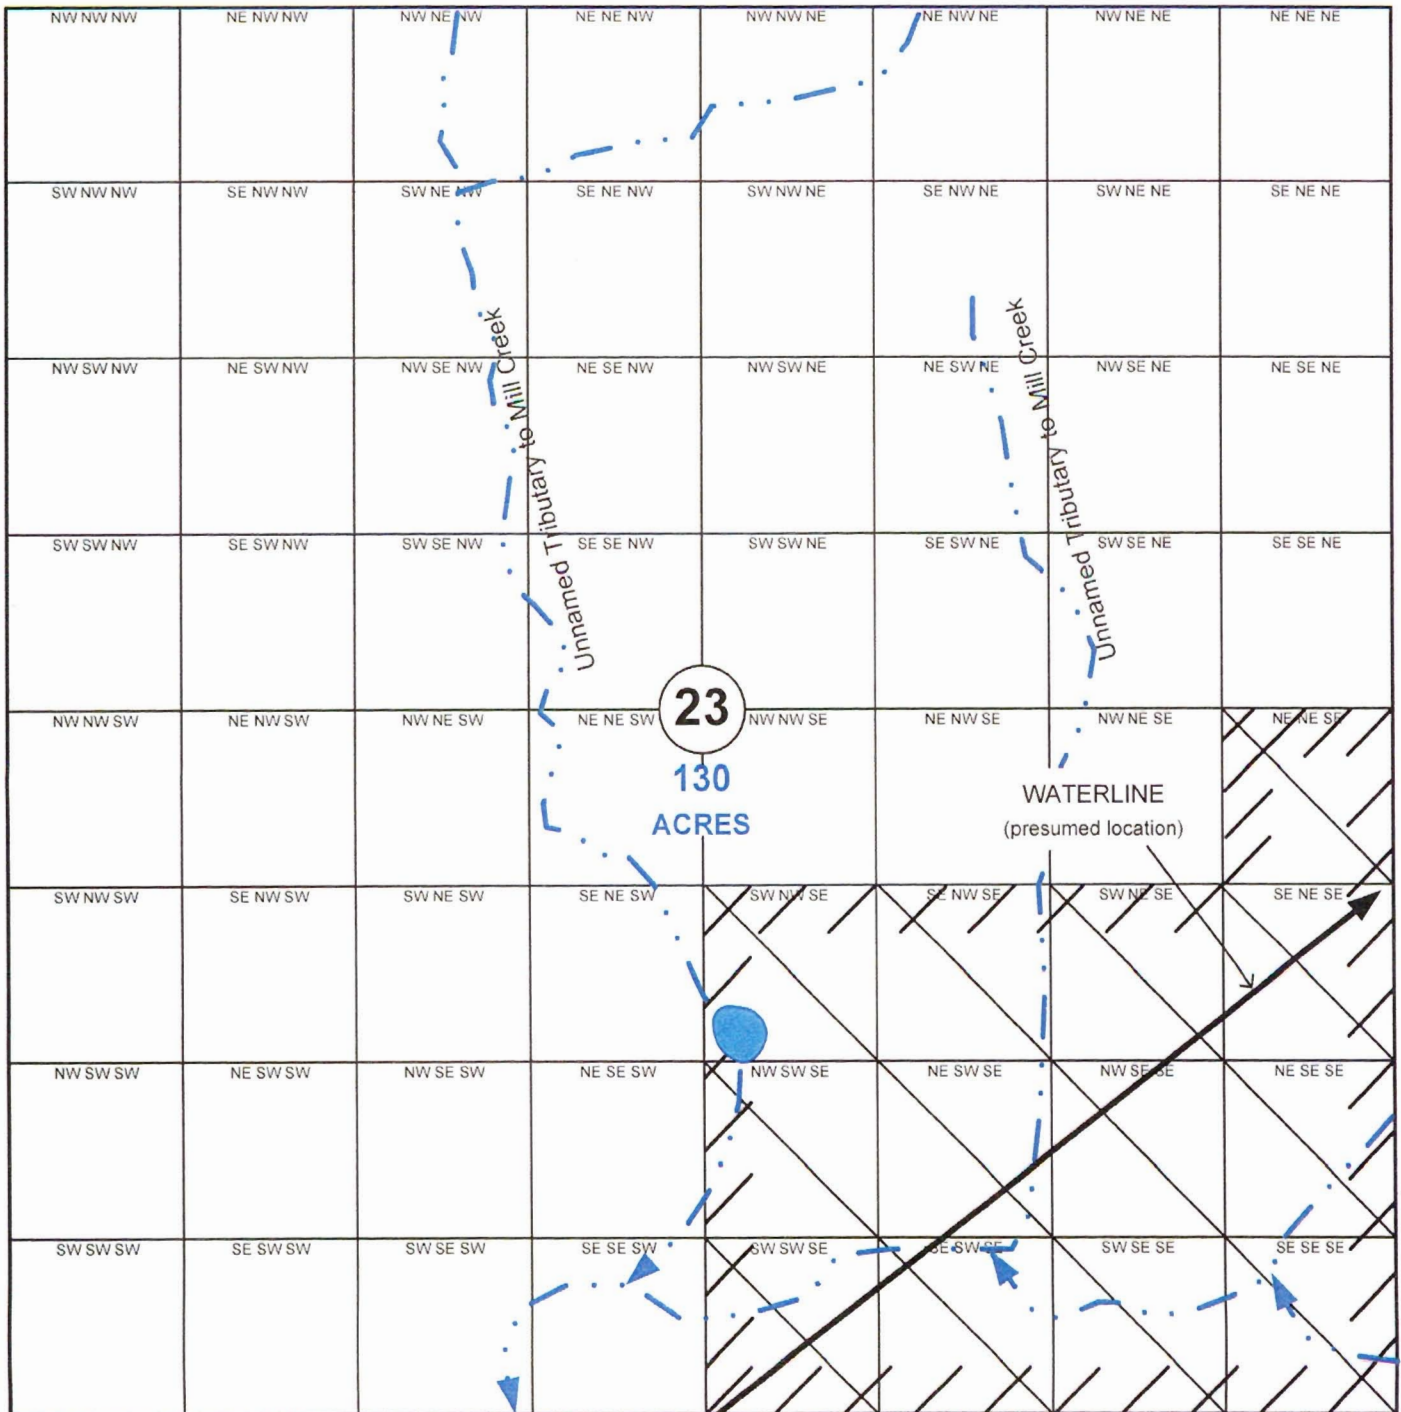 NW NW NW NE NW NW NW NE NW NE NE NW NW NW NE NE NW NE NW NE NE NE NE NE
SW NW NW SE NW NW SW NE NW SE NE NW SW NW NE SE NW NE SW NE NE SE NE NE
Unnamed Tributary to Mill Creek
Unnamed Tributary to Mill Creek
NW SW NW NE SW NW NW SE NW NE SE NW NW SW NE NE SW NE NW SE NE NE SE NE
SW SW NW SE SW NW SW SE NW SE SE NW SW SW NE SE SW NE SW SE NE SE SE NE
23
NW NW SW NE NW SW NW NE SW NE NE SW NW NW SE NE NW SE NW NE SE NE NE SE
130
ACRES
WATERLINE
(presumed location)
SW NW SW SE NW SW SW NE SW SE NE SW SW NW SE SE NW SE SW NE SE SE NE SE
NW SW SW NE SW SW NW SE SW NE SE SW NW SW SE NE SW SE NW SE SE NE SE SE
SW SW SW SE SW SW SW SE SW SE SE SW SW SW SE SE SW SE SW SE SE SE SE SE